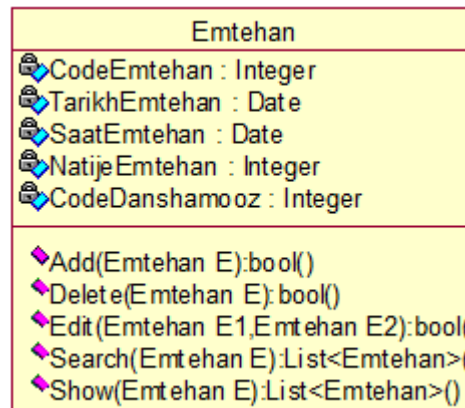 Emtehan
CodeEmtehan : Integer
TarikhEmtehan : Date
SaatEmtehan : Date
NatijeEmtehan : Integer
CodeDanshamooz : Integer
Add(Emtehan E):bool()
Delete(Emtehan E):bool()
Edit(Emtehan E1,Emtehan E2):bool(
Search(Emtehan E):List<Emtehan>(
Show(Emtehan E):List<Emtehan>()